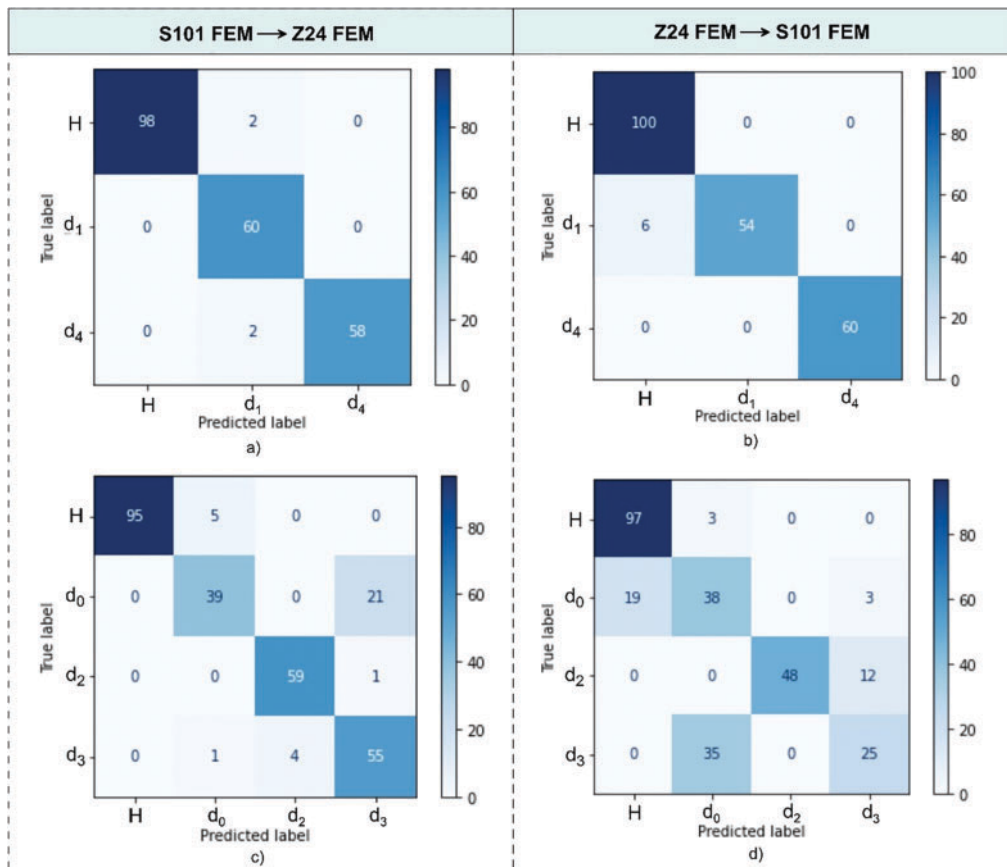 S101 FEM → Z24 FEM
Z24 FEM → S101 FEM
H 98 2 0
d₁ 0 60 0
d₄ 0 2 58
H d₁ d₄
True label
Predicted label
80
60
40
20
0
a)
H 100 0 0
d₁ 6 54 0
d₄ 0 0 60
H d₁ d₄
True label
Predicted label
100
80
60
40
20
0
b)
H 95 5 0 0
d₀ 0 39 0 21
d₂ 0 0 59 1
d₃ 0 1 4 55
H d₀ d₂ d₃
True label
Predicted label
80
60
40
20
0
c)
H 97 3 0 0
d₀ 19 38 0 3
d₂ 0 0 48 12
d₃ 0 35 0 25
H d₀ d₂ d₃
True label
Predicted label
80
60
40
20
0
d)